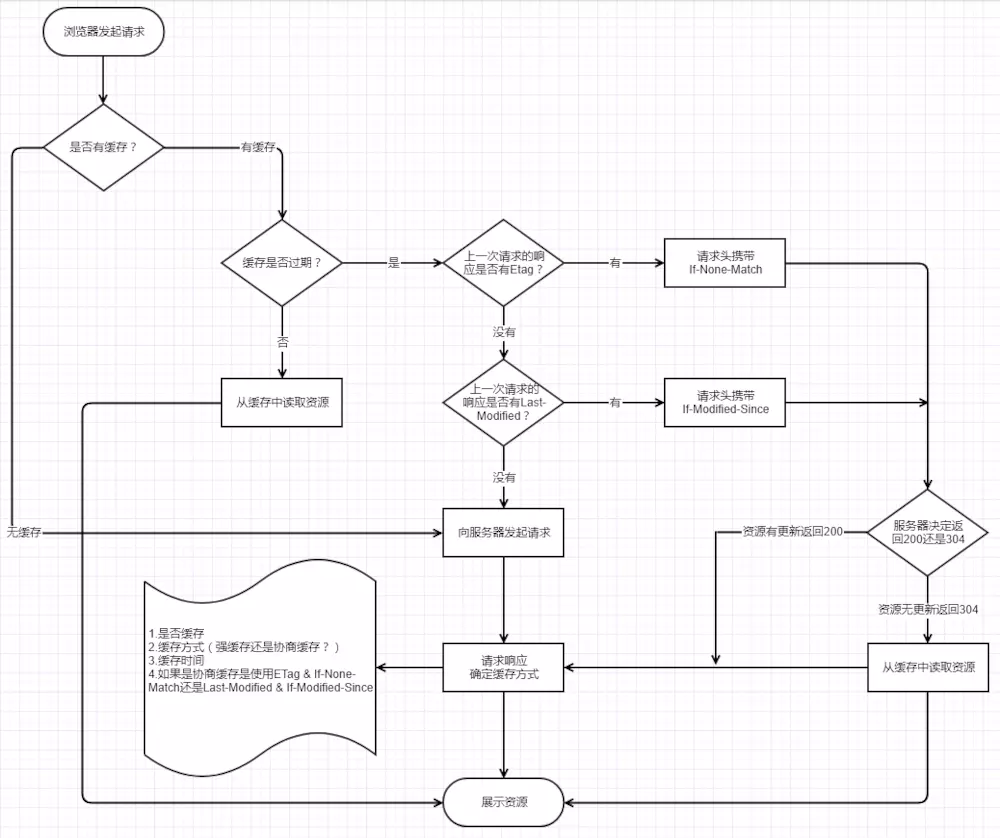 浏览器发起请求
是否有缓存？
有缓存
缓存是否过期？
是
上一次请求的响
应是否有Etag？
有
请求头携带
If-None-Match
否
没有
从缓存中读取资源
上一次请求的
响应是否有Last-
Modified？
有
请求头携带
If-Modified-Since
没有
无缓存
向服务器发起请求
资源有更新返回200
服务器决定返
回200还是304
资源无更新返回304
1.是否缓存
2.缓存方式（强缓存还是协商缓存？）
3.缓存时间
4.如果是协商缓存是使用ETag & If-None-
Match还是Last-Modified & If-Modified-Since
请求响应
确定缓存方式
从缓存中读取资源
展示资源